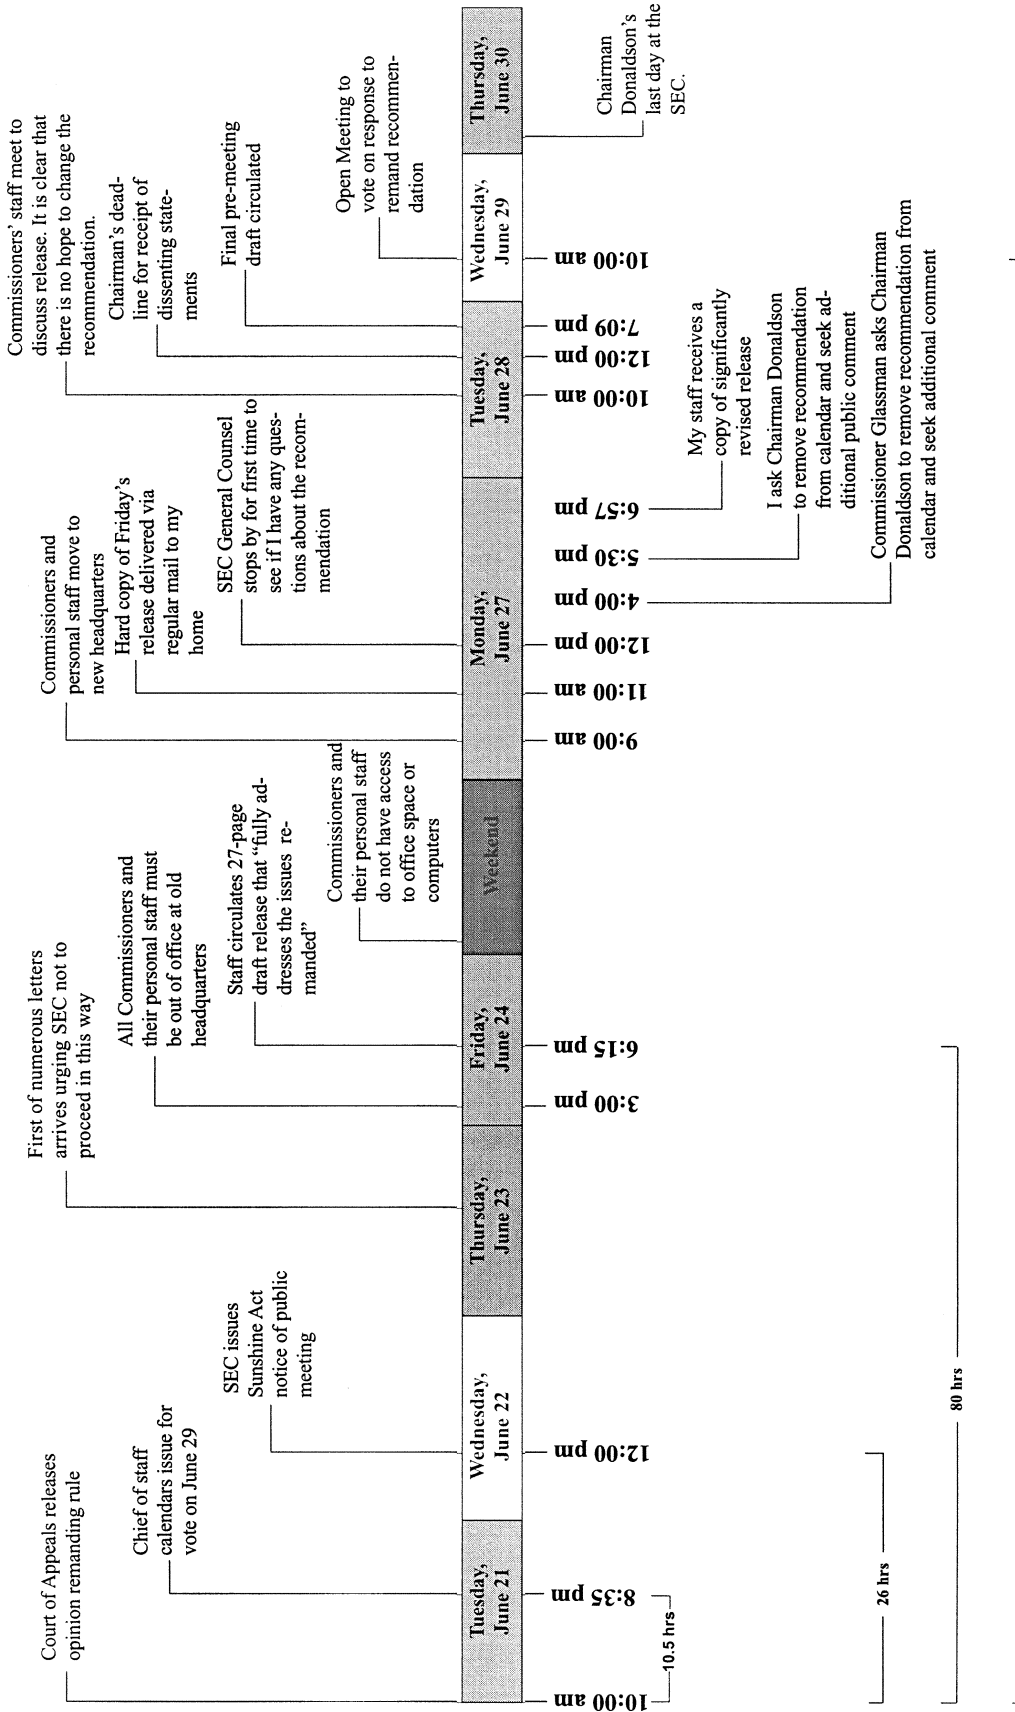 Court of Appeals releases
opinion remanding rule
Chief of staff
calendars issue for
vote on June 29
SEC issues
Sunshine Act
notice of public
meeting
First of numerous letters
arrives urging SEC not to
proceed in this way
All Commissioners and
their personal staff must
be out of office at old
headquarters
Staff circulates 27-page
draft release that “fully ad-
dresses the issues re-
manded”
Commissioners and
their personal staff
do not have access
to office space or
computers
Commissioners and
personal staff move to
new headquarters
Hard copy of Friday’s
release delivered via
regular mail to my
home
SEC General Counsel
stops by for first time to
see if I have any ques-
tions about the recom-
mendation
Commissioners’ staff meet to
discuss release. It is clear that
there is no hope to change the
recommendation.
Chairman’s dead-
line for receipt of
dissenting state-
ments
Final pre-meeting
draft circulated
Open Meeting to
vote on response to
remand recommen-
dation
Tuesday,
June 21
Wednesday,
June 22
Thursday,
June 23
Friday,
June 24
Weekend
Monday,
June 27
Tuesday,
June 28
Wednesday,
June 29
Thursday,
June 30
10:00 am
8:35 pm
12:00 pm
3:00 pm
6:15 pm
9:00 am
11:00 am
12:00 pm
4:00 pm
5:30 pm
6:57 pm
10:00 am
12:00 pm
7:09 pm
10:00 am
Chairman
Donaldson’s
last day at the
SEC.
My staff receives a
copy of significantly
revised release
I ask Chairman Donaldson
to remove recommendation
from calendar and seek ad-
ditional public comment
Commissioner Glassman asks Chairman
Donaldson to remove recommendation from
calendar and seek additional comment
10.5 hrs
26 hrs
80 hrs